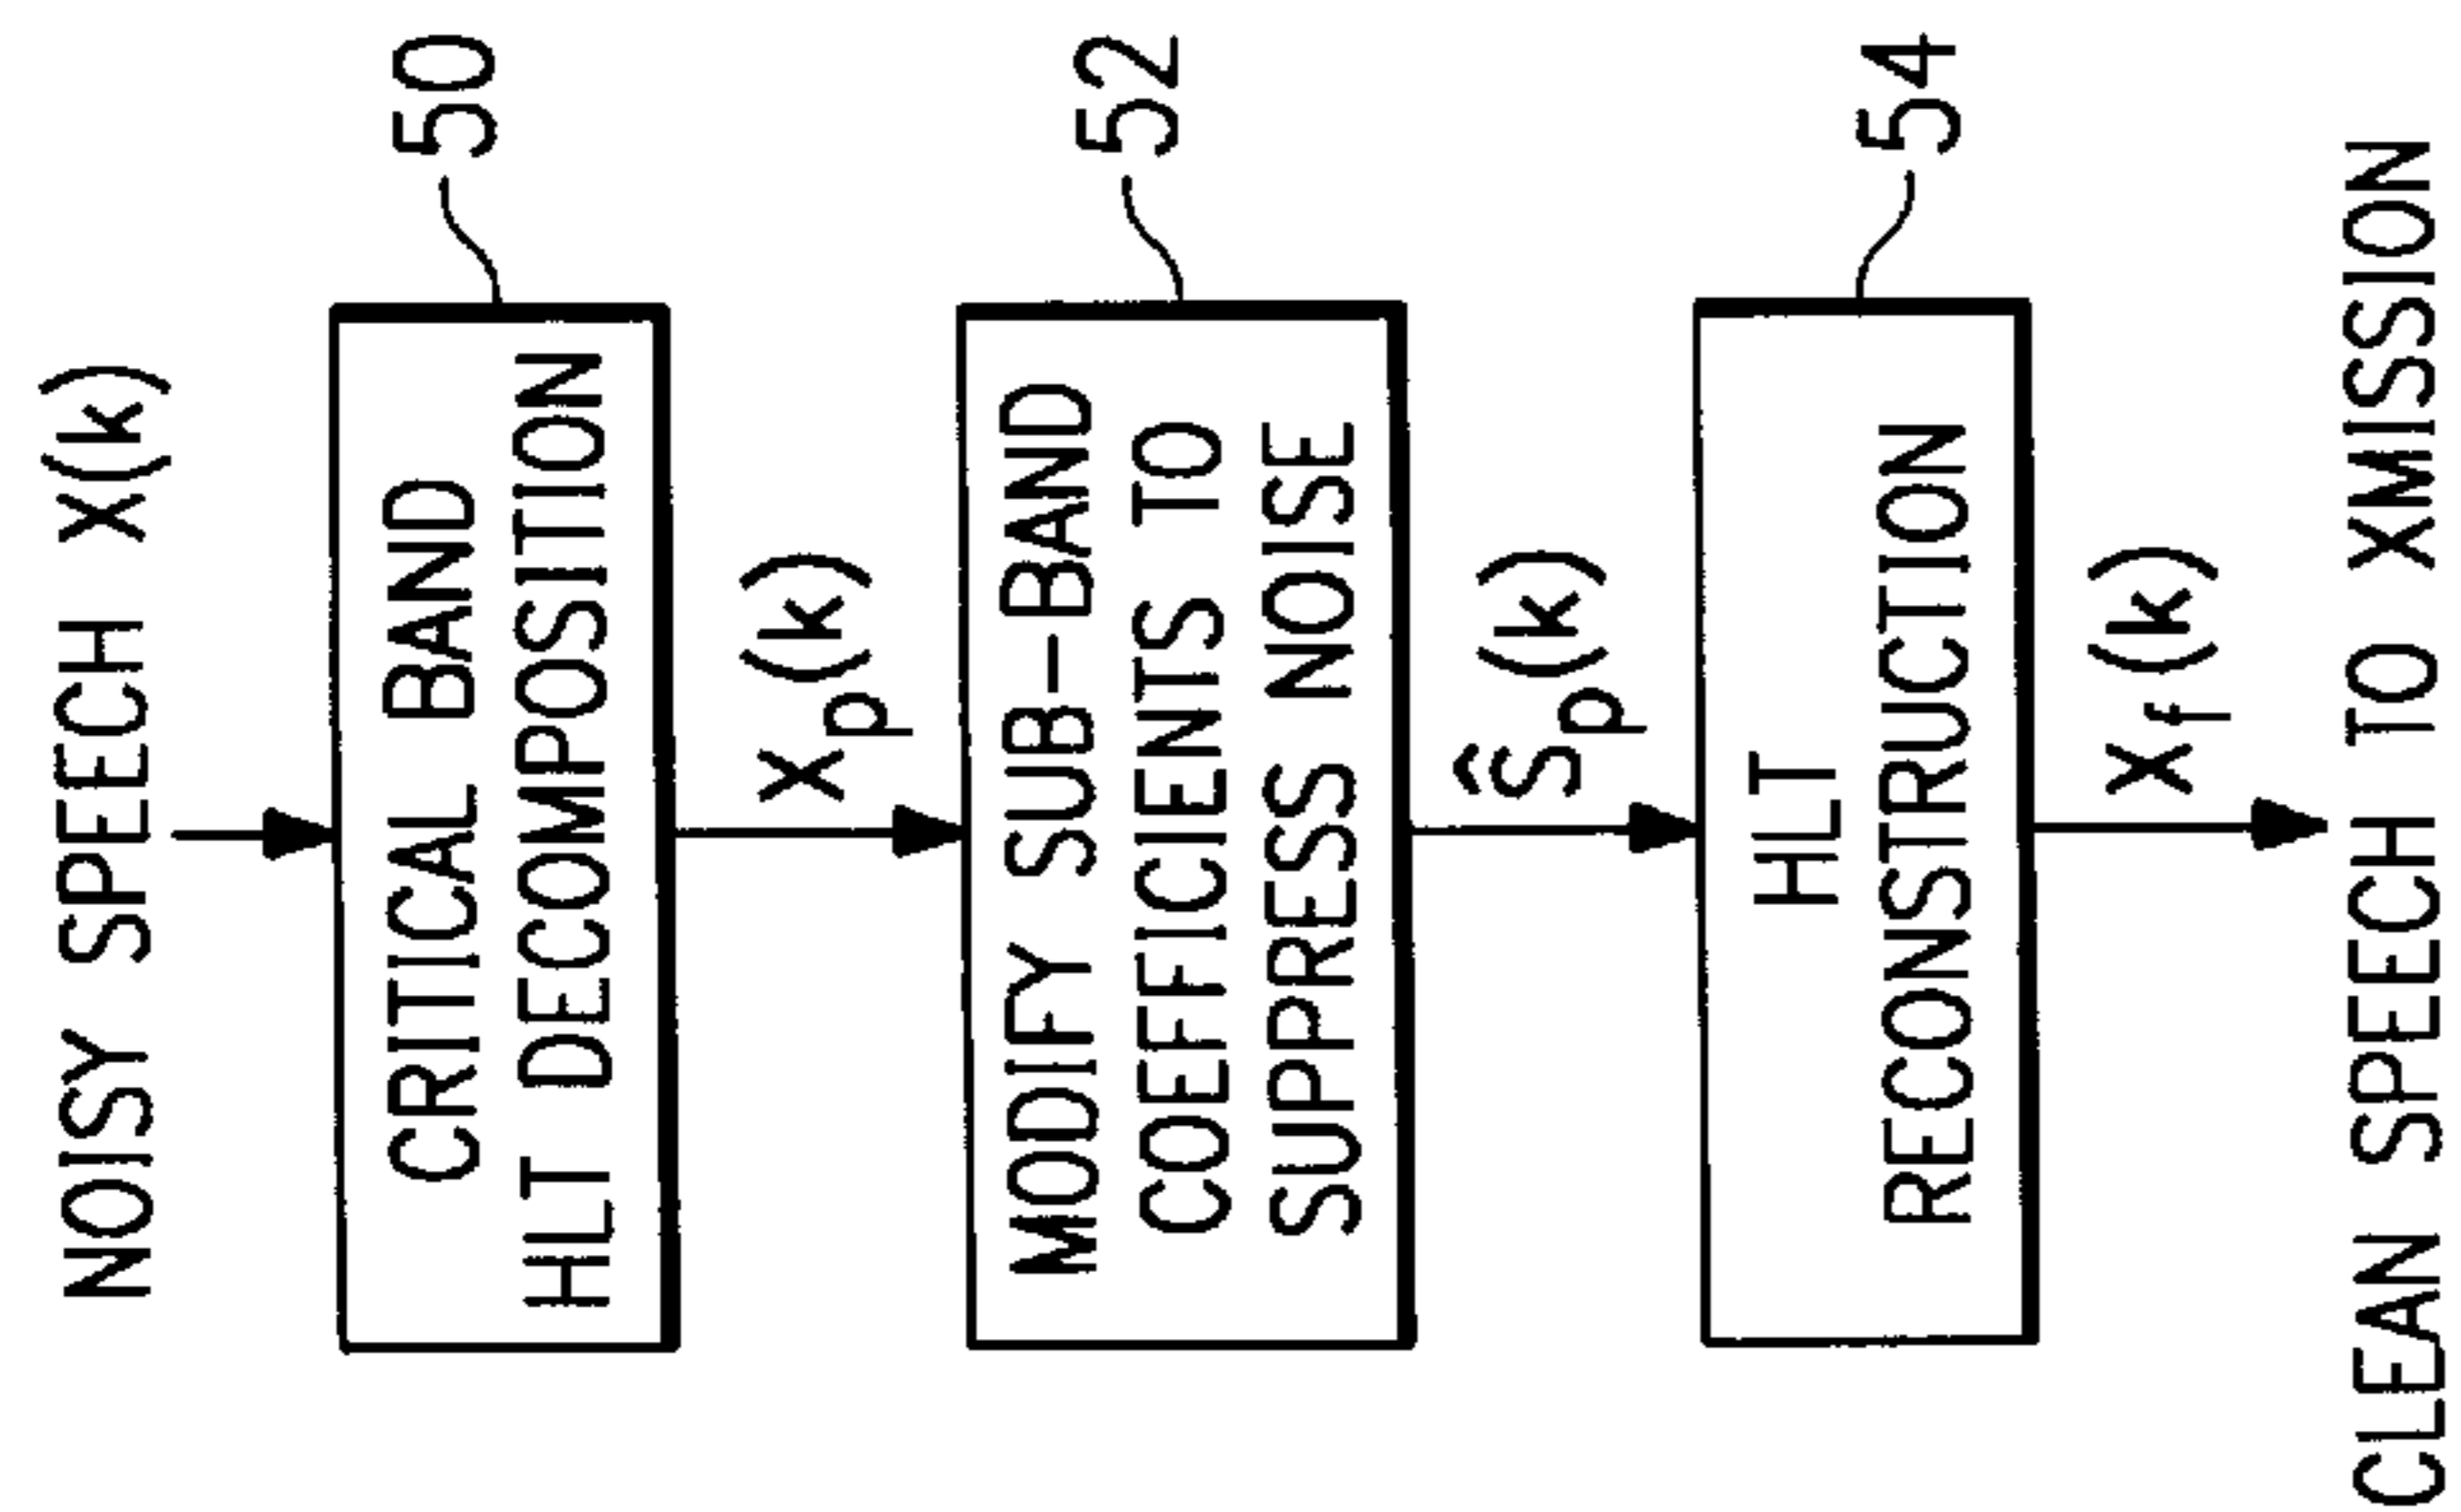 NOISY SPEECH X(k)
50
CRITICAL BAND
HLT DECOMPOSITION
Xp(k)
52
MODIFY SUB-BAND
COEFFICIENTS TO
SUPPRESS NOISE
Ŝp(k)
54
HLT
RECONSTRUCTION
Xf(k)
CLEAN SPEECH TO XMISSION